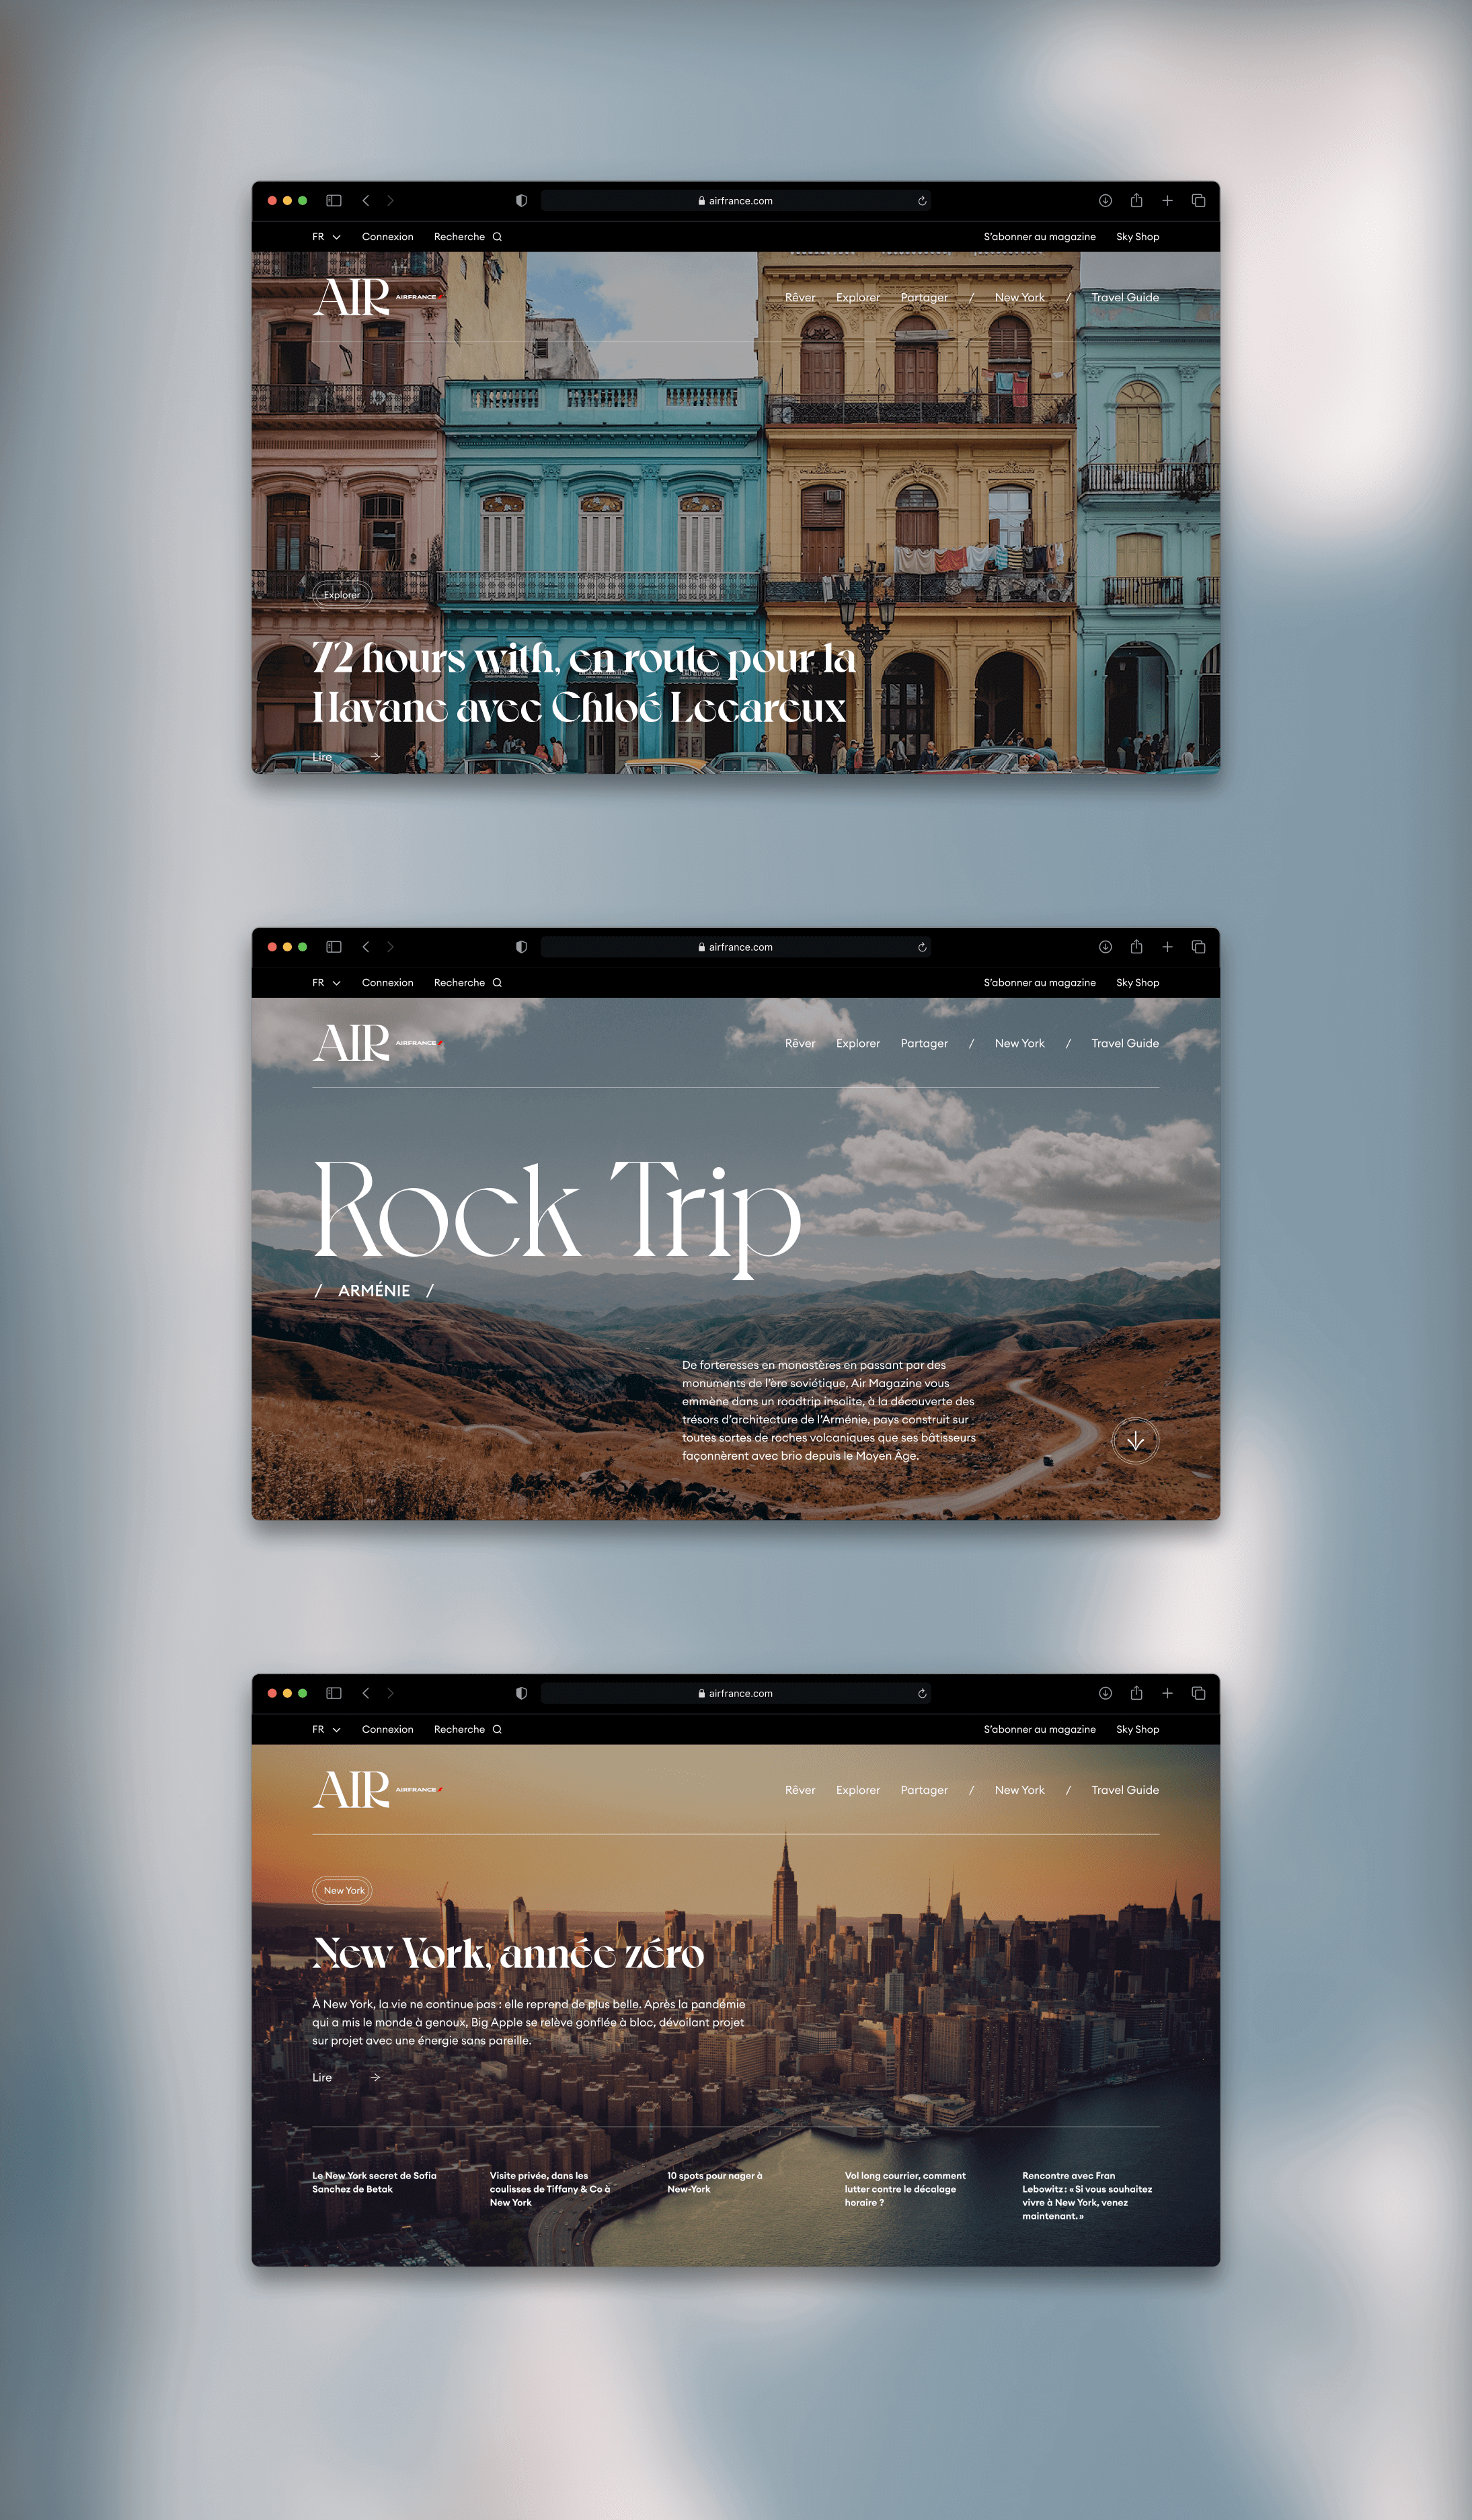 airfrance.com
FR Connexion Recherche S'abonner au magazine Sky Shop
AIR AIRFRANCE Rêver Explorer Partager / New York / Travel Guide
Explorer
72 hours with, en route pour la
Havane avec Chloé Lecareux
Lire
airfrance.com
FR Connexion Recherche S'abonner au magazine Sky Shop
AIR AIRFRANCE Rêver Explorer Partager / New York / Travel Guide
Rock Trip
/ ARMÉNIE /
De forteresses en monastères en passant par des
monuments de l'ère soviétique, Air Magazine vous
emmène dans un roadtrip insolite, à la découverte des
trésors d'architecture de l'Arménie, pays construit sur
toutes sortes de roches volcaniques que ses bâtisseurs
façonnèrent avec brio depuis le Moyen Âge.
airfrance.com
FR Connexion Recherche S'abonner au magazine Sky Shop
AIR AIRFRANCE Rêver Explorer Partager / New York / Travel Guide
New York
New York, année zéro
À New York, la vie ne continue pas : elle reprend de plus belle. Après la pandémie
qui a mis le monde à genoux, Big Apple se relève gonflée à bloc, dévoilant projet
sur projet avec une énergie sans pareille.
Lire
Le New York secret de Sofia
Sanchez de Betak
Visite privée, dans les
coulisses de Tiffany & Co à
New York
10 spots pour nager à
New-York
Vol long courrier, comment
lutter contre le décalage
horaire ?
Rencontre avec Fran
Lebowitz : « Si vous souhaitez
vivre à New York, venez
maintenant. »